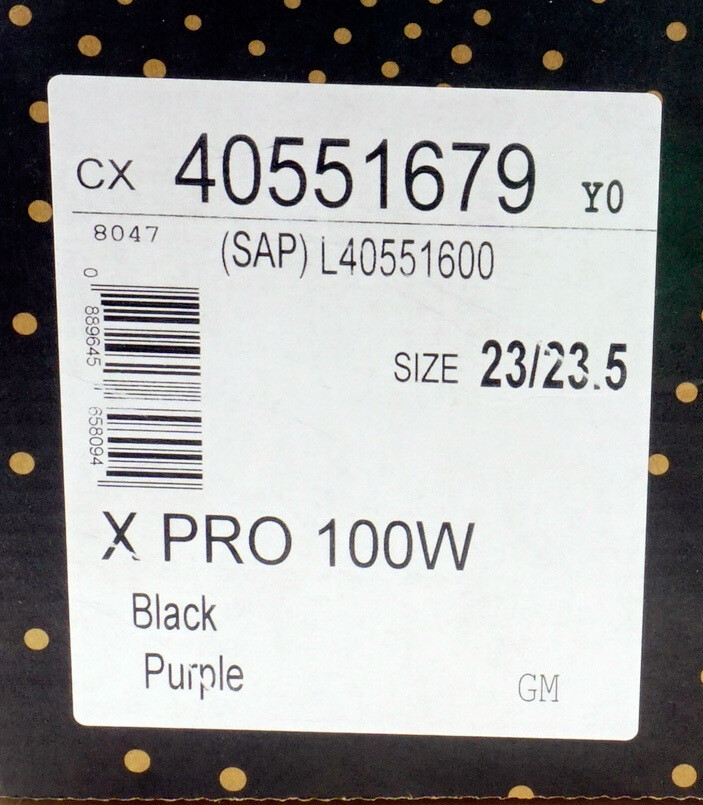 CX 40551679 Y0
8047
(SAP) L40551600
0 889645 658094
SIZE 23/23.5
X PRO 100W
Black
Purple
GM